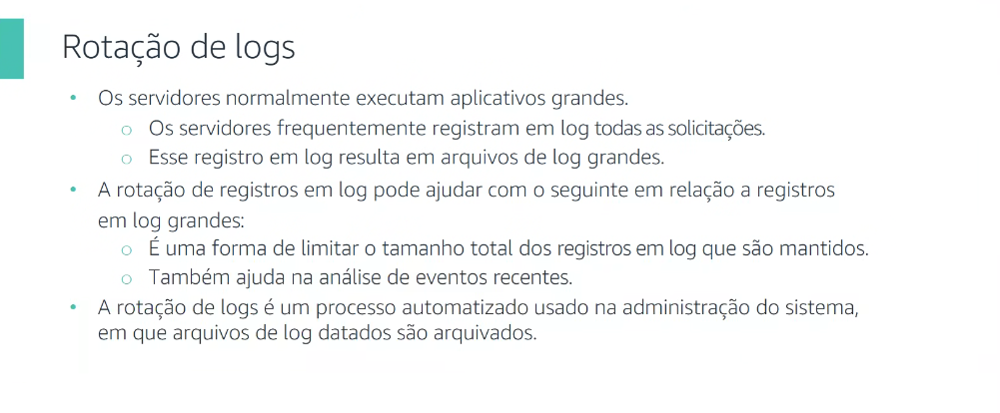 Rotação de logs
• Os servidores normalmente executam aplicativos grandes.
o Os servidores frequentemente registram em log todas as solicitações.
o Esse registro em log resulta em arquivos de log grandes.
• A rotação de registros em log pode ajudar com o seguinte em relação a registros
em log grandes:
o É uma forma de limitar o tamanho total dos registros em log que são mantidos.
o Também ajuda na análise de eventos recentes.
• A rotação de logs é um processo automatizado usado na administração do sistema,
em que arquivos de log datados são arquivados.